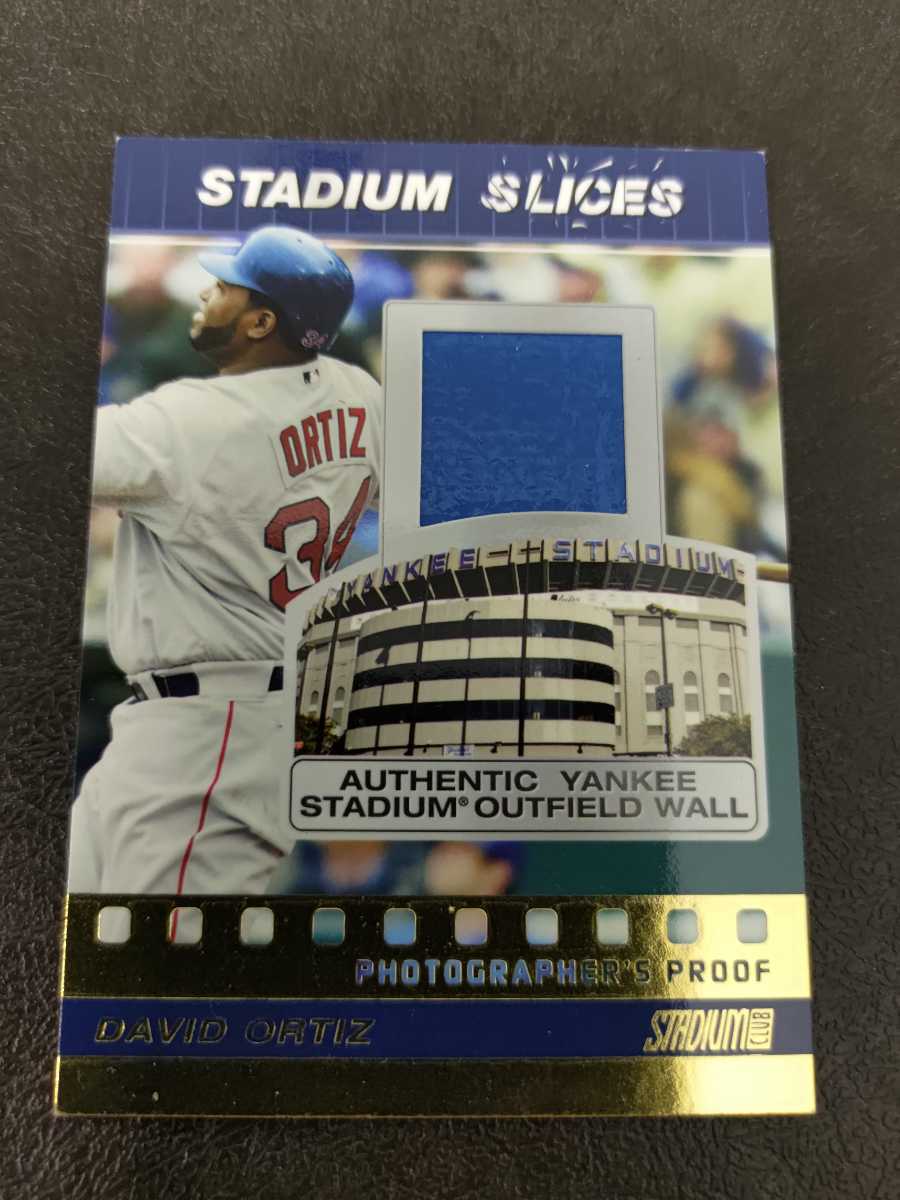 STADIUM SLICES
ORTIZ
34
YANKEE STADIUM
AUTHENTIC YANKEE
STADIUM® OUTFIELD WALL
PHOTOGRAPHER'S PROOF
DAVID ORTIZ
STADIUM CLUB